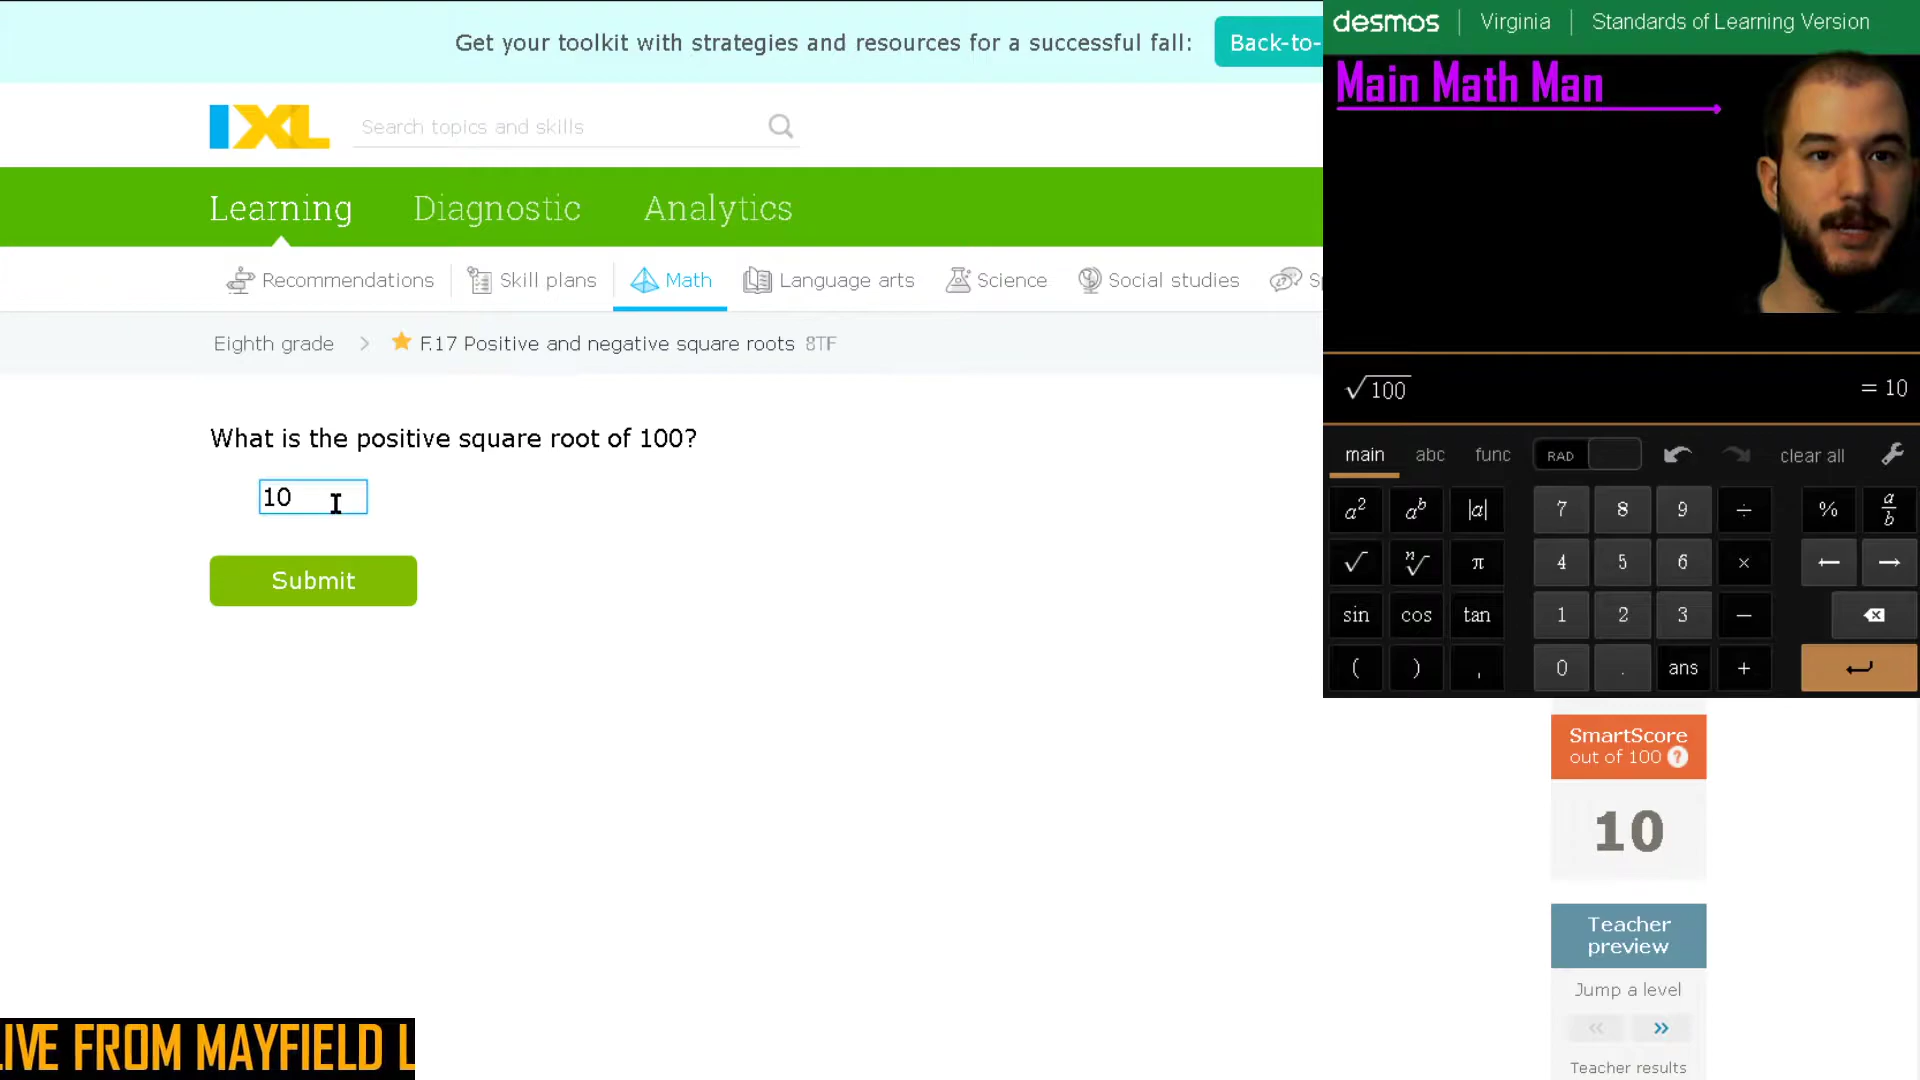 Get your toolkit with strategies and resources for a successful fall:
Back-to-
IXL
Search topics and skills
Learning
Diagnostic
Analytics
Recommendations
Skill plans
Math
Language arts
Science
Social studies
Eighth grade
F.17 Positive and negative square roots 8TF
What is the positive square root of 100?
10
Submit
desmos
Virginia
Standards of Learning Version
Main Math Man
√100
= 10
main
abc
func
RAD
clear all
a² aᵇ |a| 7 8 9 ÷ % a/b
√ ⁿ√ π 4 5 6 × ← →
sin cos tan 1 2 3 −
( ) , 0 . ans +
SmartScore
out of 100 ?
10
Teacher
preview
Jump a level
« »
Teacher results
LIVE FROM MAYFIELD